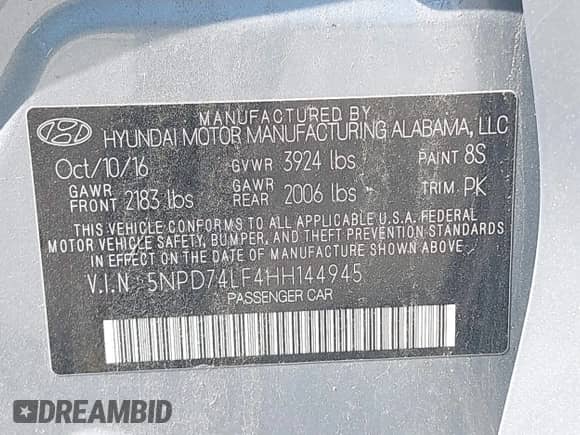 MANUFACTURED BY
HYUNDAI MOTOR MANUFACTURING ALABAMA, LLC
Oct/10/16 GVWR 3924 lbs PAINT 8S
GAWR FRONT 2183 lbs GAWR REAR 2006 lbs TRIM. PK
THIS VEHICLE CONFORMS TO ALL APPLICABLE U.S.A. FEDERAL
MOTOR VEHICLE SAFETY, BUMPER, AND THEFT PREVENTION STANDARDS
IN EFFECT ON THE DATE OF MANUFACTURE SHOWN ABOVE.
V.I.N : 5NPD74LF4HH144945
PASSENGER CAR
DREAMBID